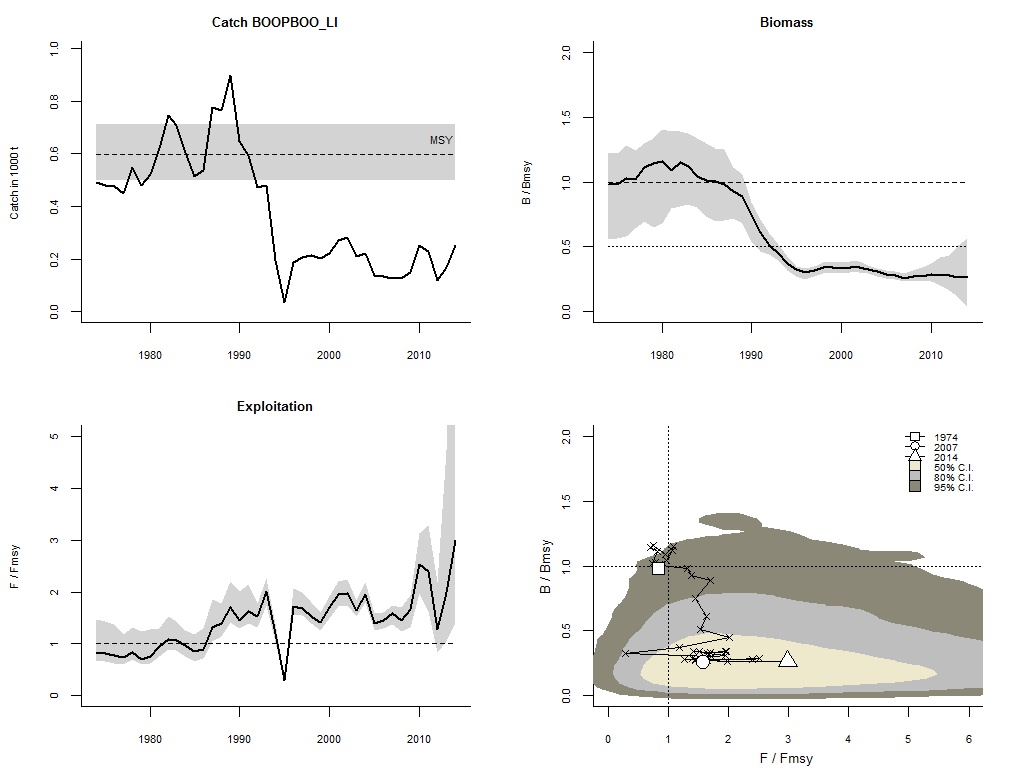 Catch BOOPBOO_LI
Catch in 1000 t
1.0
0.8
0.6
0.4
0.2
0.0
MSY
1980 1990 2000 2010
Biomass
B / Bmsy
2.0
1.5
1.0
0.5
0.0
1980 1990 2000 2010
Exploitation
F / Fmsy
5
4
3
2
1
0
1980 1990 2000 2010
B / Bmsy
2.0
1.5
1.0
0.5
0.0
1974
2007
2014
50% C.I.
80% C.I.
95% C.I.
0 1 2 3 4 5 6
F / Fmsy